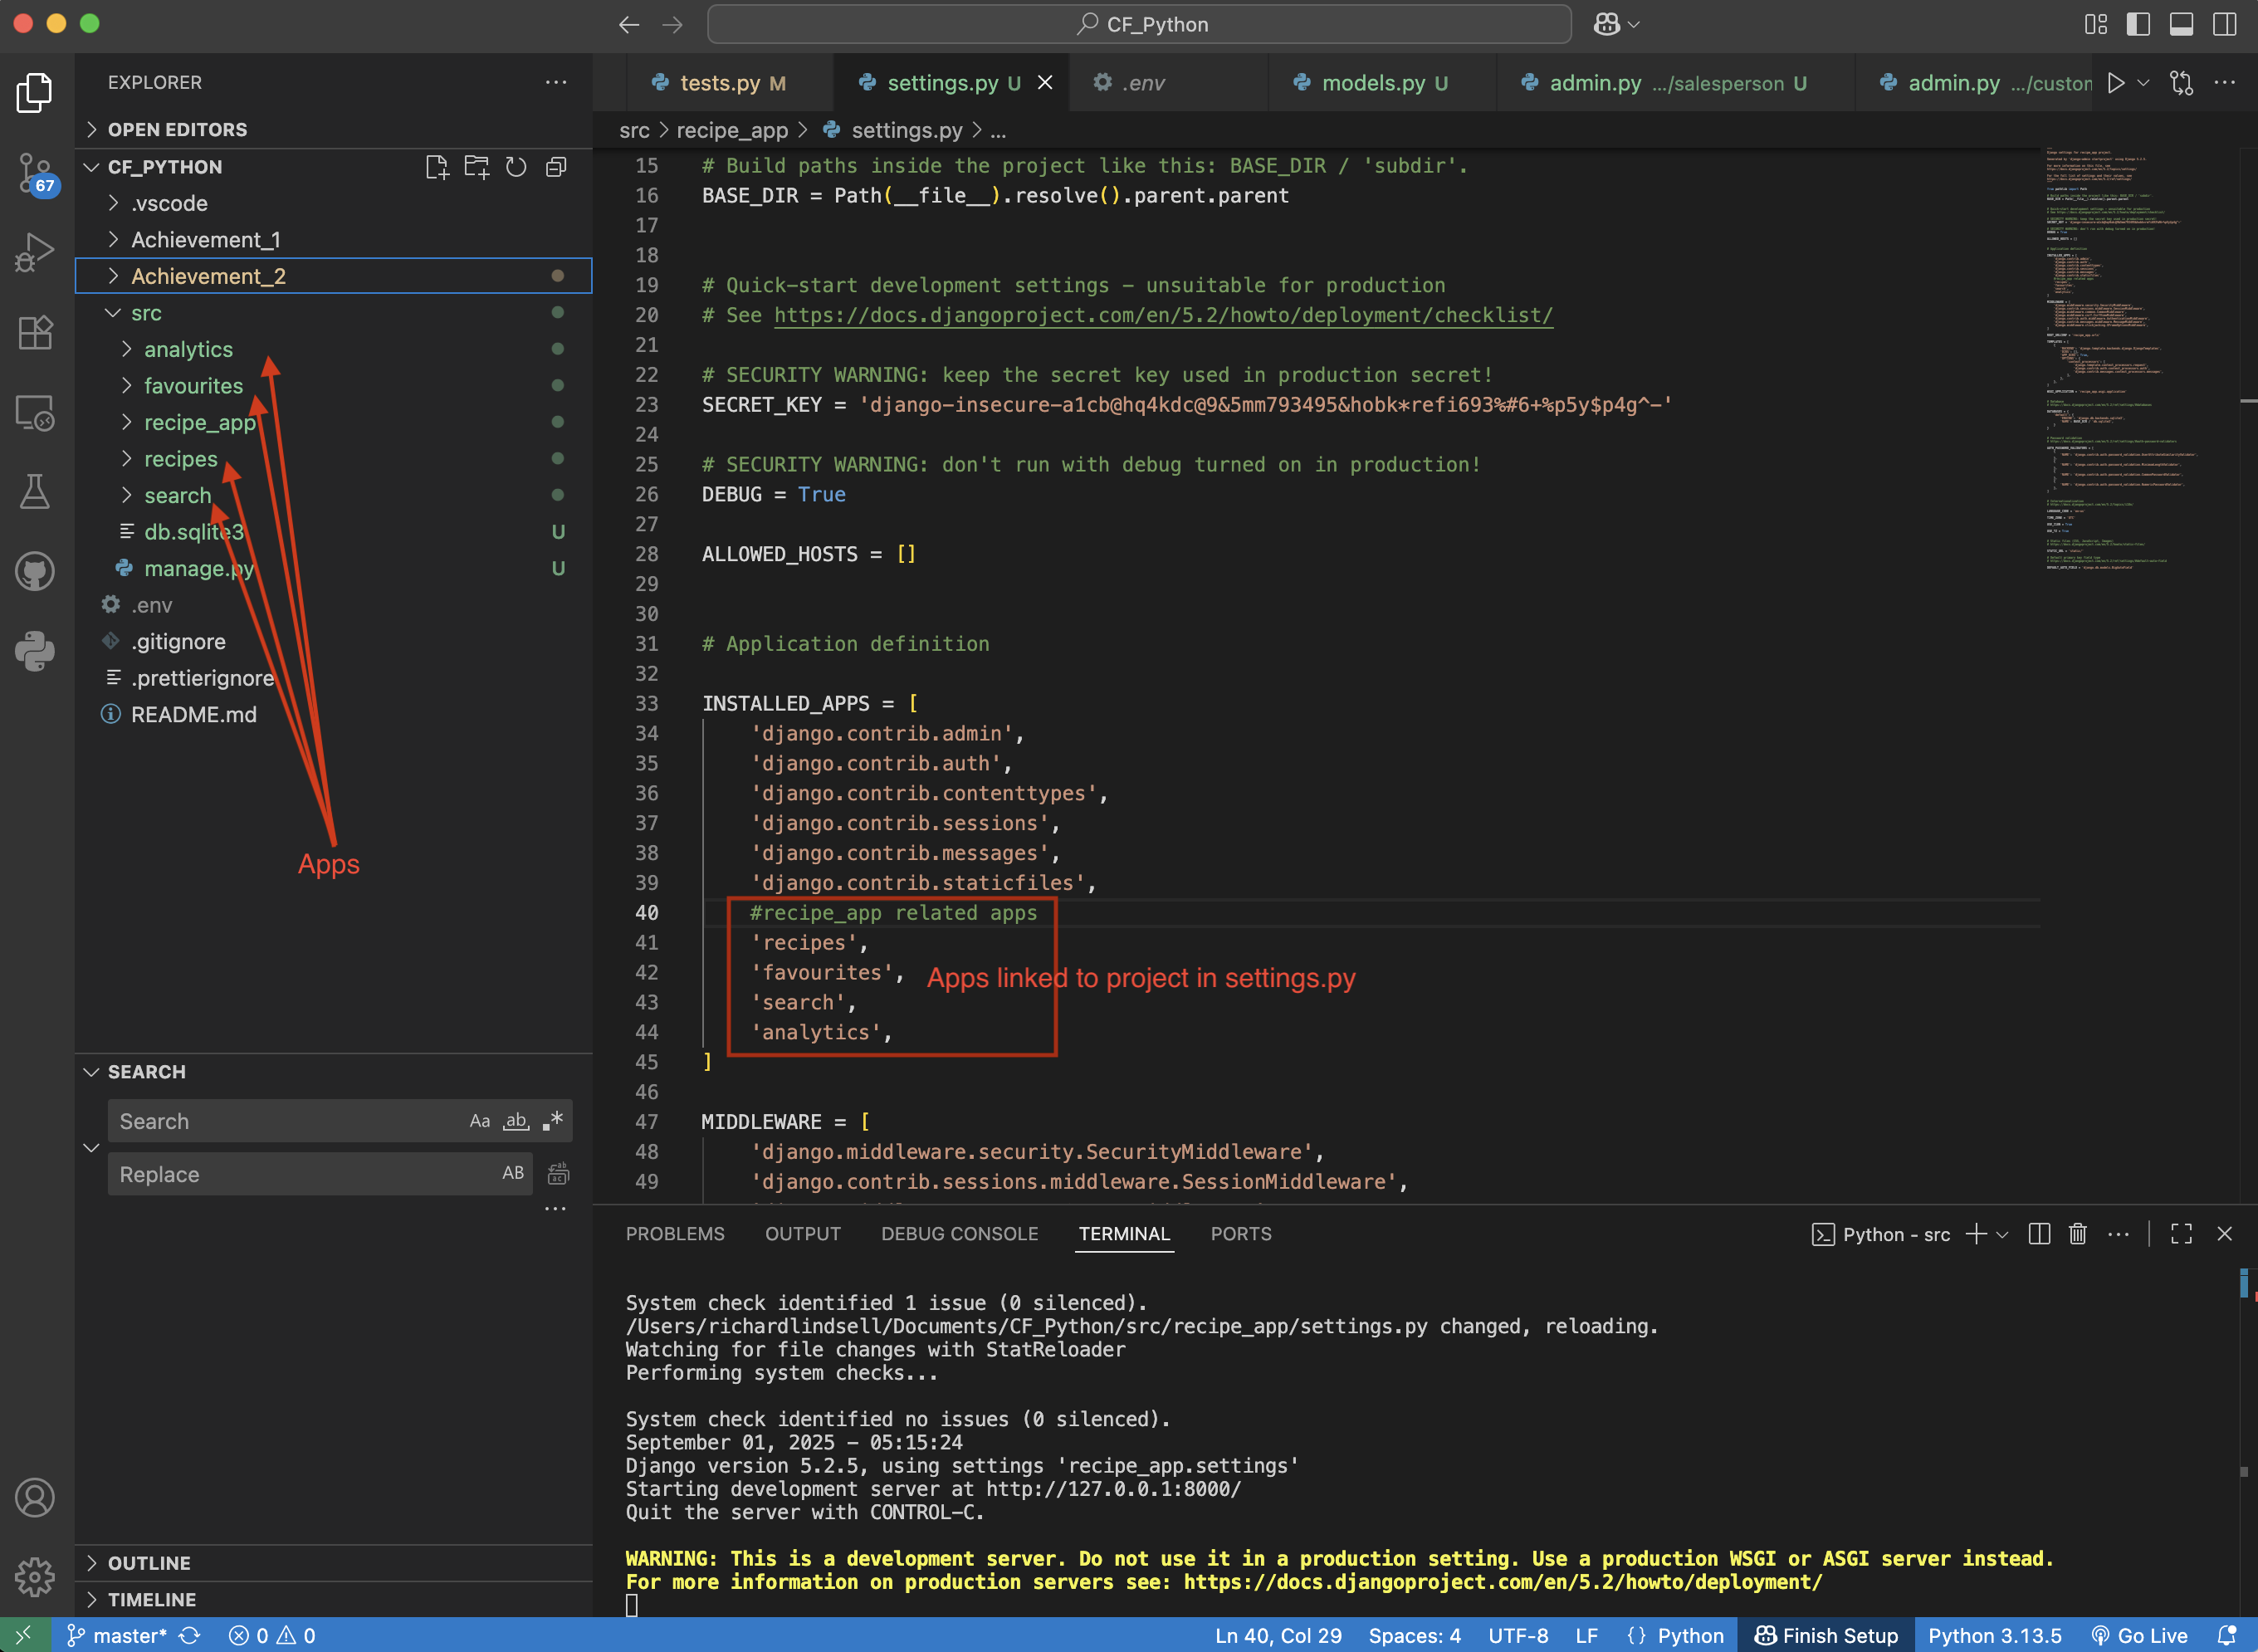 CF_Python
EXPLORER
OPEN EDITORS
CF_PYTHON
.vscode
Achievement_1
Achievement_2
src
analytics
favourites
recipe_app
recipes
search
db.sqlite3 U
manage.py U
.env
.gitignore
.prettierignore
README.md
Apps
67
SEARCH
Search Aa ab .*
Replace AB
OUTLINE
TIMELINE
tests.py M
settings.py U
.env
models.py U
admin.py .../salesperson U
admin.py .../custom
src > recipe_app > settings.py > ...
15 # Build paths inside the project like this: BASE_DIR / 'subdir'.
16 BASE_DIR = Path(__file__).resolve().parent.parent
17
18
19 # Quick-start development settings - unsuitable for production
20 # See https://docs.djangoproject.com/en/5.2/howto/deployment/checklist/
21
22 # SECURITY WARNING: keep the secret key used in production secret!
23 SECRET_KEY = 'django-insecure-a1cb@hq4kdc@9&5mm793495&hobk*refi693%#6+%p5y$p4g^-'
24
25 # SECURITY WARNING: don't run with debug turned on in production!
26 DEBUG = True
27
28 ALLOWED_HOSTS = []
29
30
31 # Application definition
32
33 INSTALLED_APPS = [
34 'django.contrib.admin',
35 'django.contrib.auth',
36 'django.contrib.contenttypes',
37 'django.contrib.sessions',
38 'django.contrib.messages',
39 'django.contrib.staticfiles',
40 #recipe_app related apps
41 'recipes',
42 'favourites',
43 'search',
44 'analytics',
45 ]
46
47 MIDDLEWARE = [
48 'django.middleware.security.SecurityMiddleware',
49 'django.contrib.sessions.middleware.SessionMiddleware',
Apps linked to project in settings.py
PROBLEMS OUTPUT DEBUG CONSOLE TERMINAL PORTS
Python - src
System check identified 1 issue (0 silenced).
/Users/richardlindsell/Documents/CF_Python/src/recipe_app/settings.py changed, reloading.
Watching for file changes with StatReloader
Performing system checks...
System check identified no issues (0 silenced).
September 01, 2025 - 05:15:24
Django version 5.2.5, using settings 'recipe_app.settings'
Starting development server at http://127.0.0.1:8000/
Quit the server with CONTROL-C.
WARNING: This is a development server. Do not use it in a production setting. Use a production WSGI or ASGI server instead.
For more information on production servers see: https://docs.djangoproject.com/en/5.2/howto/deployment/
master* 0 0 Ln 40, Col 29 Spaces: 4 UTF-8 LF {} Python Finish Setup Python 3.13.5 Go Live